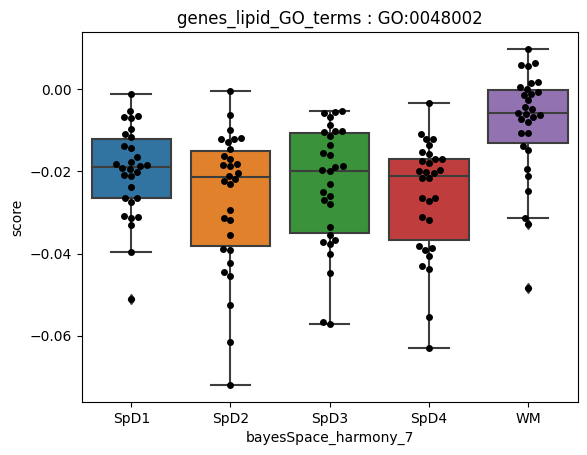 genes_lipid_GO_terms : GO:0048002
0.00
−0.02
−0.04
−0.06
score
SpD1 SpD2 SpD3 SpD4 WM
bayesSpace_harmony_7